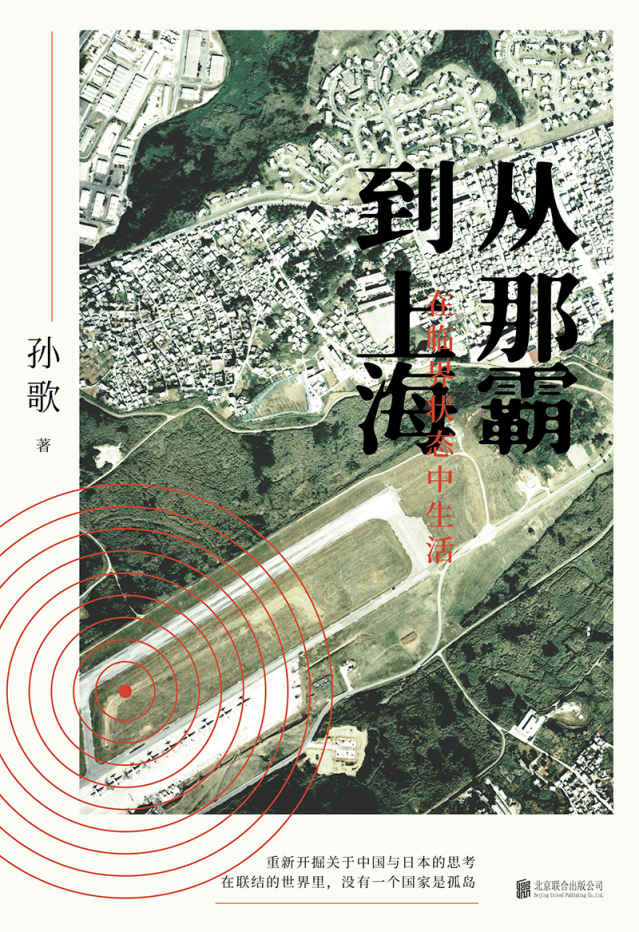 从那霸
到上海
在临界状态中生活
孙歌
著
重新开掘关于中国与日本的思考
在联结的世界里，没有一个国家是孤岛
北京联合出版公司
Beijing United Publishing Co.,Ltd.